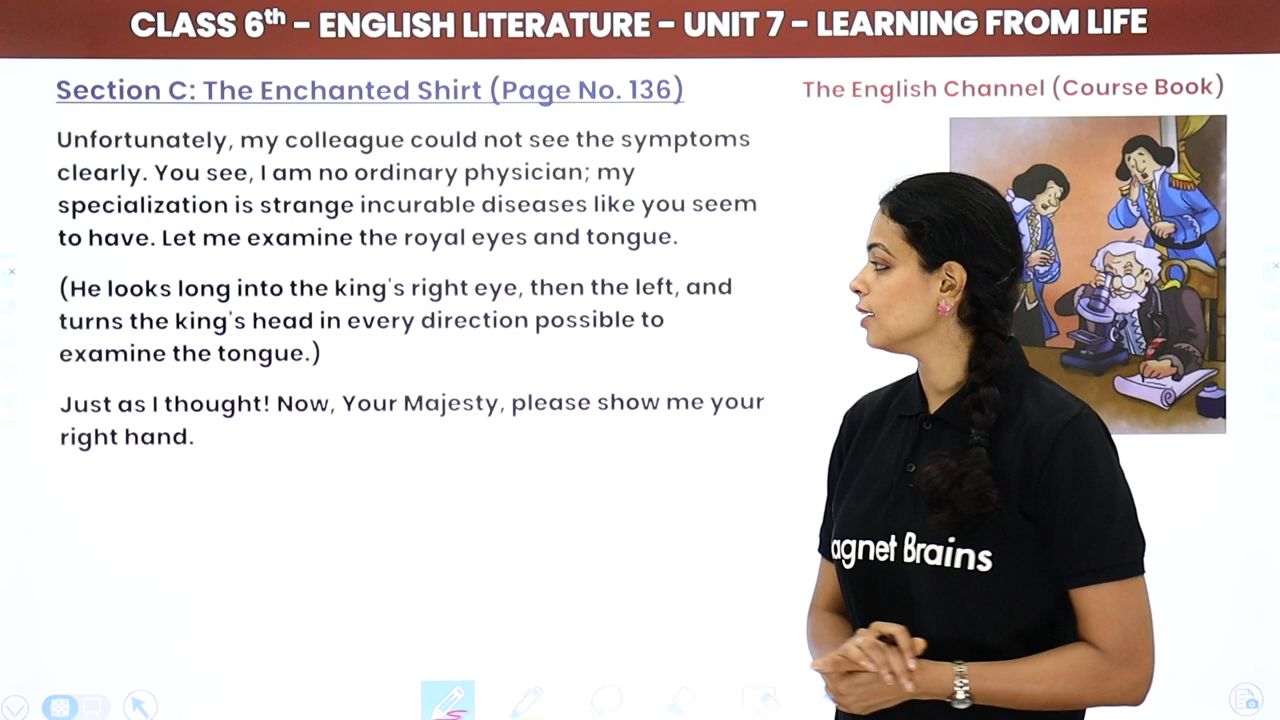 CLASS 6th – ENGLISH LITERATURE – UNIT 7 – LEARNING FROM LIFE
Section C: The Enchanted Shirt (Page No. 136)
The English Channel (Course Book)
Unfortunately, my colleague could not see the symptoms
clearly. You see, I am no ordinary physician; my
specialization is strange incurable diseases like you seem
to have. Let me examine the royal eyes and tongue.
(He looks long into the king's right eye, then the left, and
turns the king's head in every direction possible to
examine the tongue.)
Just as I thought! Now, Your Majesty, please show me your
right hand.
agnet Brains